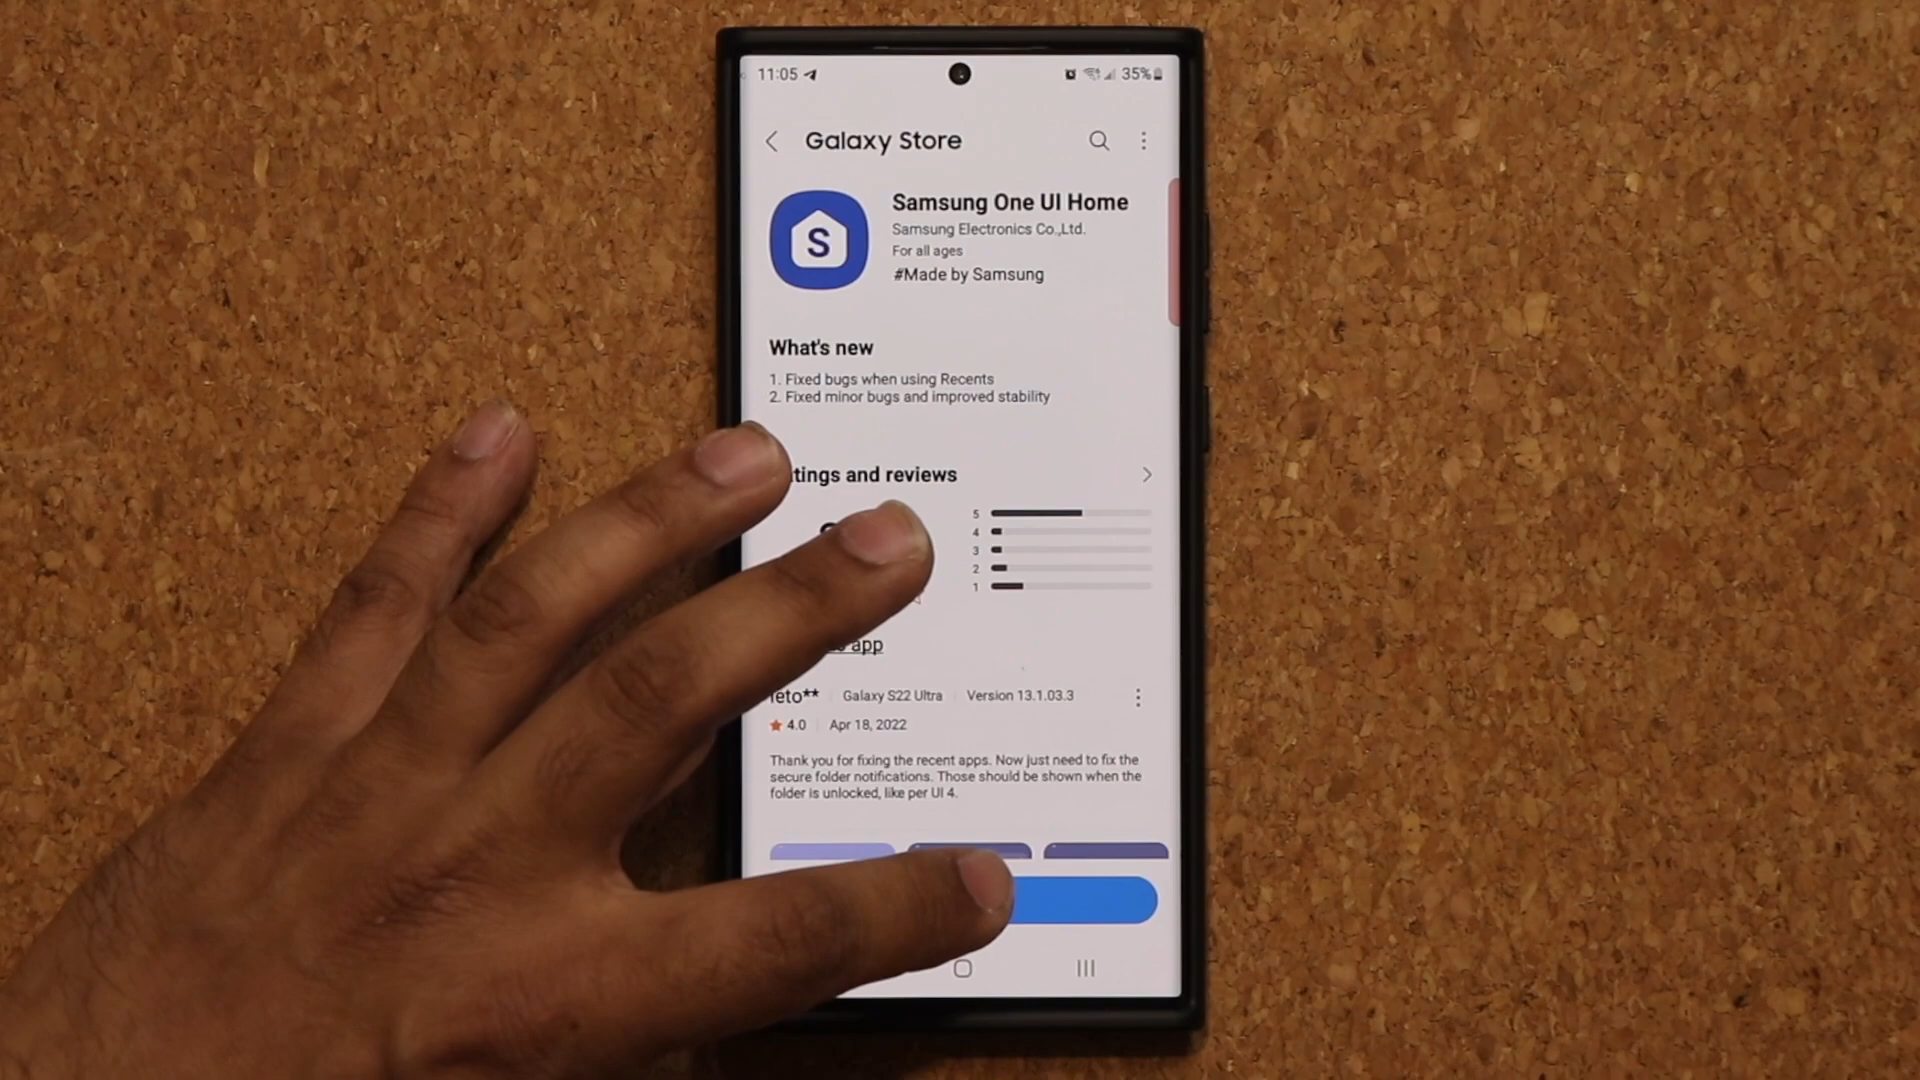 11:05
35%
Galaxy Store
S
Samsung One UI Home
Samsung Electronics Co.,Ltd.
For all ages
#Made by Samsung
What's new
1. Fixed bugs when using Recents
2. Fixed minor bugs and improved stability
tings and reviews
5
4
3
2
1
app
leto** Galaxy S22 Ultra Version 13.1.03.3
4.0 Apr 18, 2022
Thank you for fixing the recent apps. Now just need to fix the
secure folder notifications. Those should be shown when the
folder is unlocked, like per UI 4.